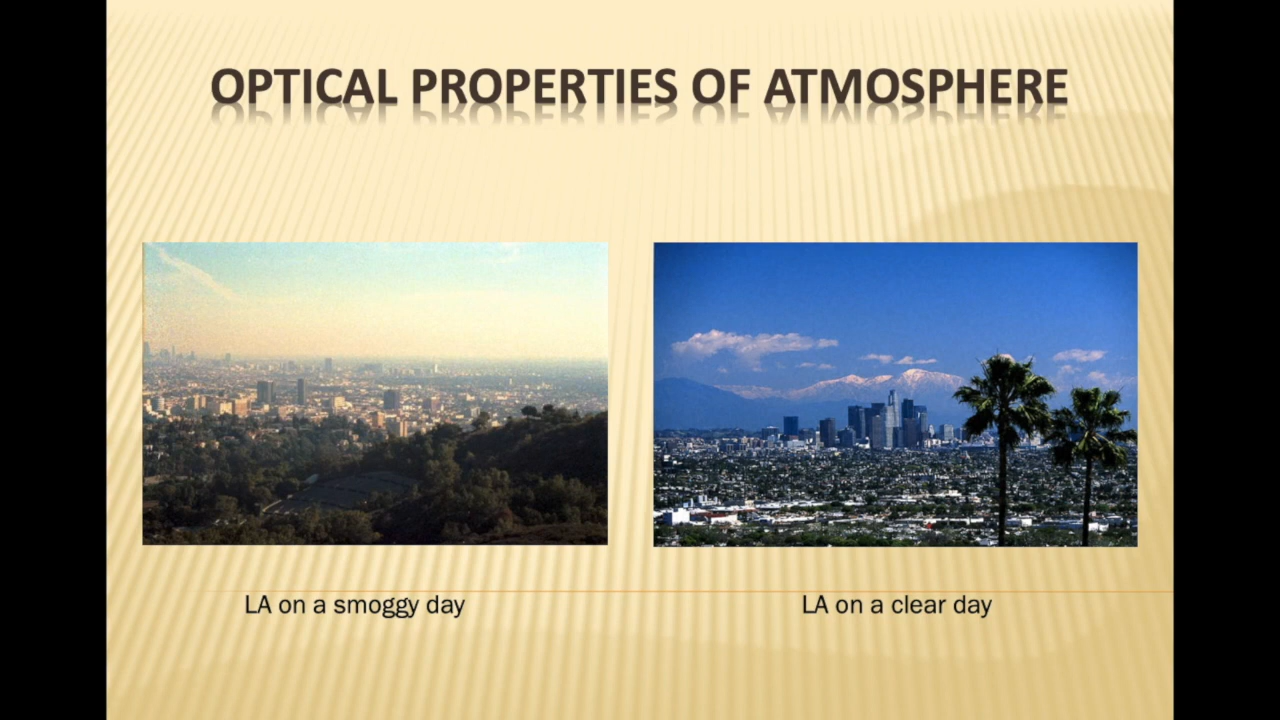 OPTICAL PROPERTIES OF ATMOSPHERE
LA on a smoggy day
LA on a clear day